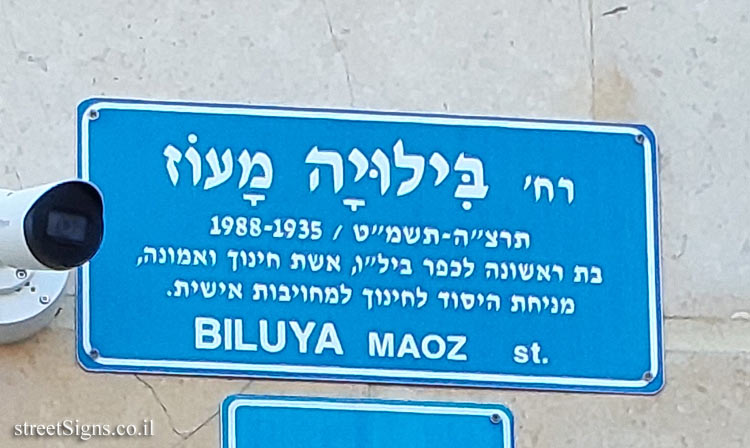 רח' בִּילוּיָה מָעוֹז
תרצ"ה-תשמ"ט / 1988-1935
בת ראשונה לכפר ביל"ו, אשת חינוך ואמונה,
מניחת היסוד לחינוך למחויבות אישית.
BILUYA MAOZ st.
streetSigns.co.il